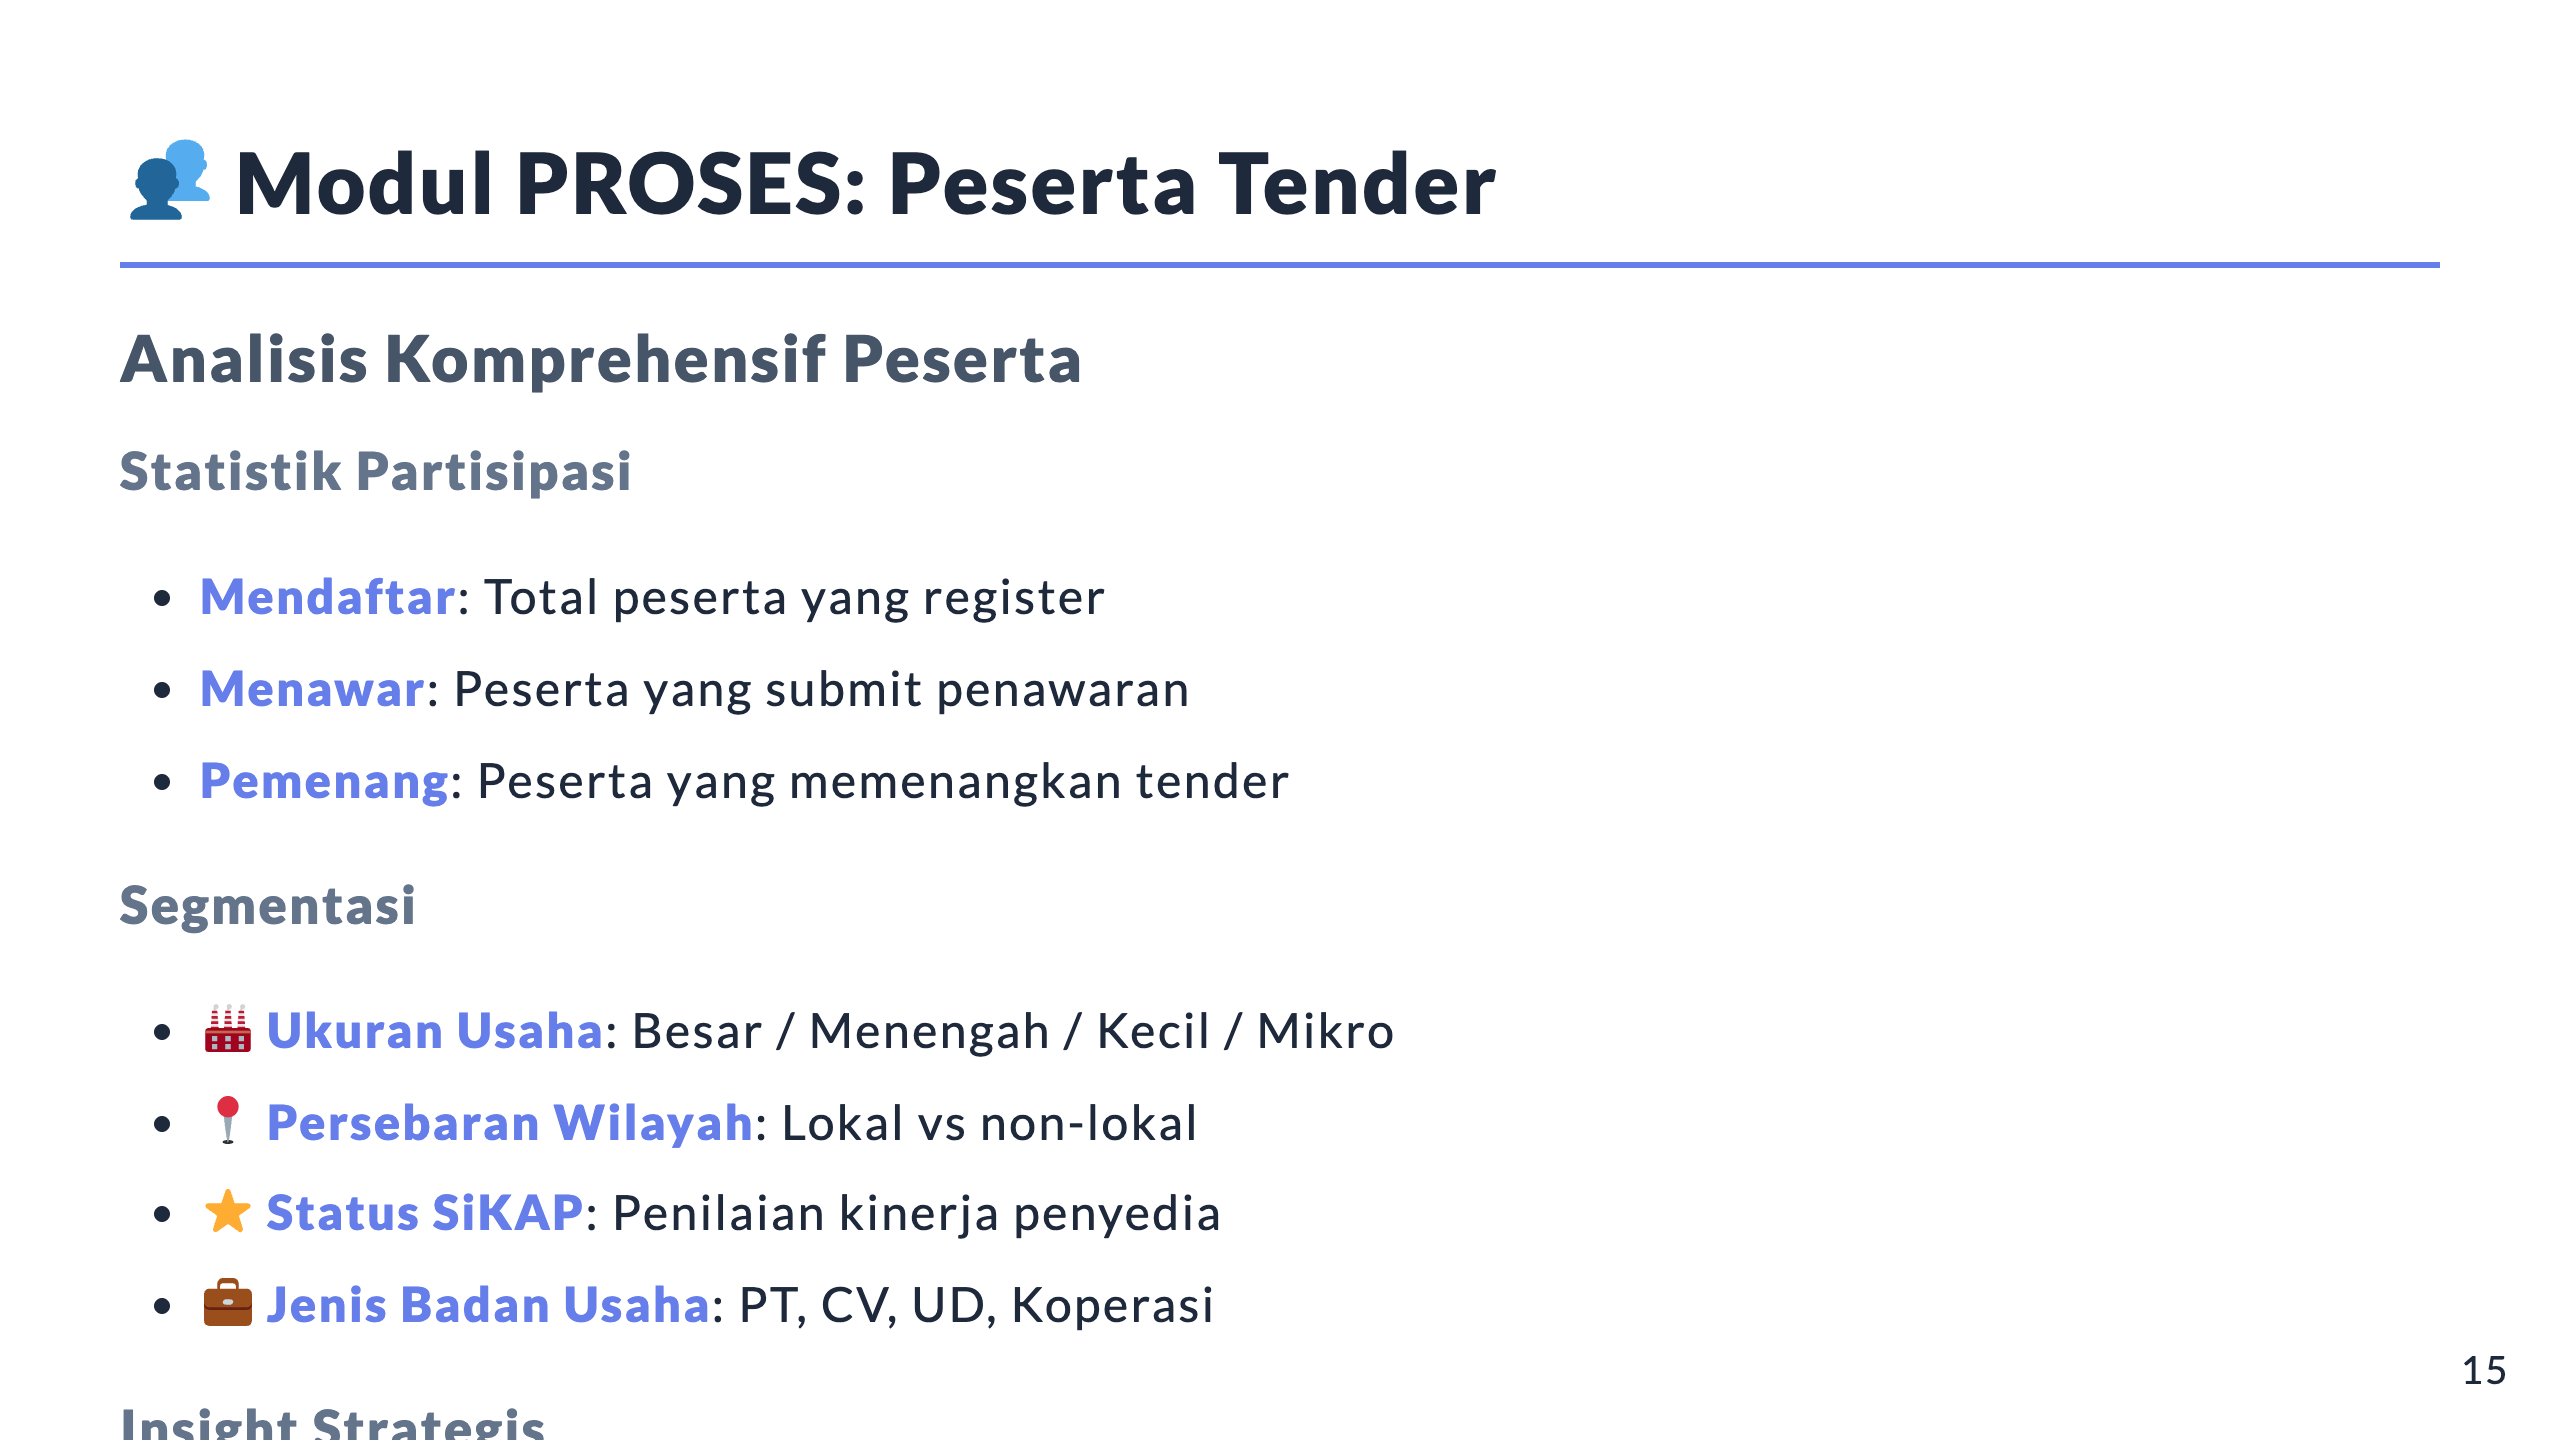 Modul PROSES: Peserta Tender
Analisis Komprehensif Peserta
Statistik Partisipasi
Mendaftar: Total peserta yang register
Menawar: Peserta yang submit penawaran
Pemenang: Peserta yang memenangkan tender
Segmentasi
Ukuran Usaha: Besar / Menengah / Kecil / Mikro
Persebaran Wilayah: Lokal vs non-lokal
Status SiKAP: Penilaian kinerja penyedia
Jenis Badan Usaha: PT, CV, UD, Koperasi
15
Insight Strategis